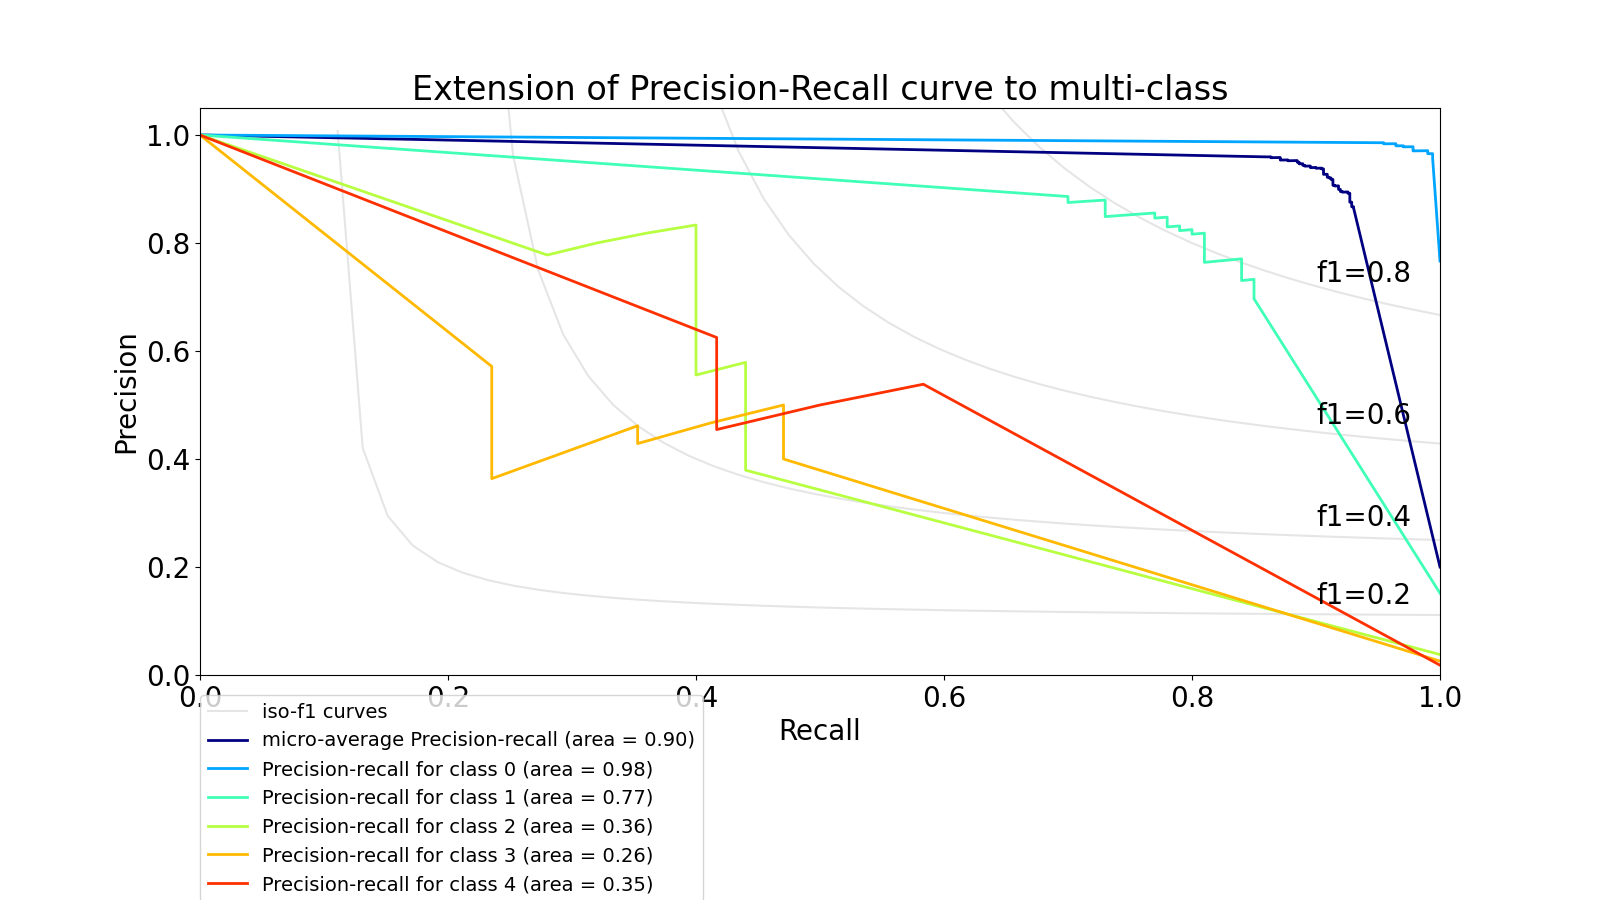 Extension of Precision-Recall curve to multi-class
1.0
0.8
0.6
0.4
0.2
0.0
Precision
f1=0.8
f1=0.6
f1=0.4
f1=0.2
0.0 0.2 0.4 0.6 0.8 1.0
Recall
iso-f1 curves
micro-average Precision-recall (area = 0.90)
Precision-recall for class 0 (area = 0.98)
Precision-recall for class 1 (area = 0.77)
Precision-recall for class 2 (area = 0.36)
Precision-recall for class 3 (area = 0.26)
Precision-recall for class 4 (area = 0.35)